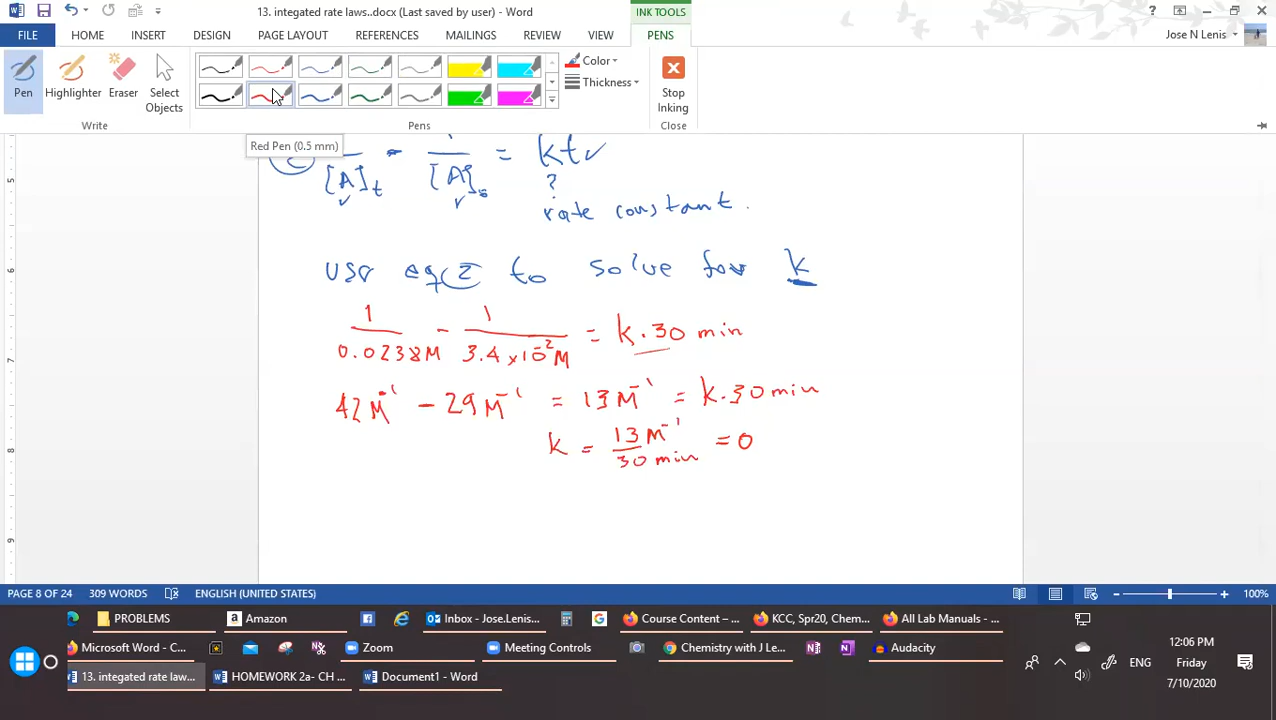 13. integated rate laws..docx (Last saved by user) - Word
INK TOOLS
FILE HOME INSERT DESIGN PAGE LAYOUT REFERENCES MAILINGS REVIEW VIEW PENS Jose N Lenis
Pen Highlighter Eraser Select Objects
Color
Thickness
Stop Inking
Write Pens Close
Red Pen (0.5 mm)
[A]t - [A]o = kt
?
rate constant.
use eq 2 to solve for k
1/0.0238M - 1/3.4x10^-2 M = k.30 min
42M^-1 - 29M^-1 = 13M^-1 = k.30min
k = 13M^-1/30 min = 0
5
6
7
8
9
PAGE 8 OF 24 309 WORDS ENGLISH (UNITED STATES) 100%
PROBLEMS Amazon Inbox - Jose.Lenis... Course Content – ... KCC, Spr20, Chem... All Lab Manuals - ...
Microsoft Word - C... Zoom Meeting Controls Chemistry with J Le... Audacity
13. integated rate law... HOMEWORK 2a- CH ... Document1 - Word
ENG
12:06 PM
Friday
7/10/2020